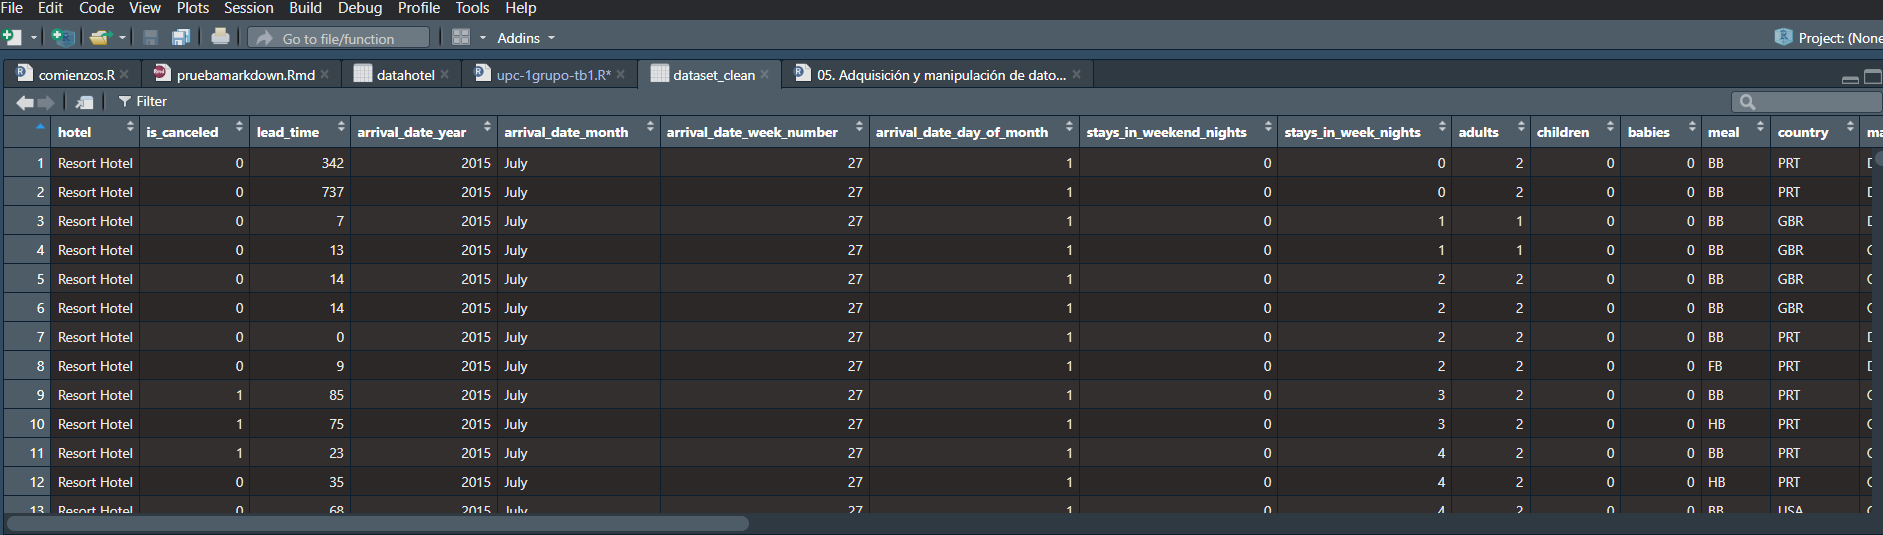 File Edit Code View Plots Session Build Debug Profile Tools Help
Go to file/function Addins Project: (None
comienzos.R pruebamarkdown.Rmd datahotel upc-1grupo-tb1.R* dataset_clean 05. Adquisición y manipulación de dato...
Filter
hotel is_canceled lead_time arrival_date_year arrival_date_month arrival_date_week_number arrival_date_day_of_month stays_in_weekend_nights stays_in_week_nights adults children babies meal country ma
1 Resort Hotel 0 342 2015 July 27 1 0 0 2 0 0 BB PRT
2 Resort Hotel 0 737 2015 July 27 1 0 0 2 0 0 BB PRT
3 Resort Hotel 0 7 2015 July 27 1 0 1 1 0 0 BB GBR
4 Resort Hotel 0 13 2015 July 27 1 0 1 1 0 0 BB GBR
5 Resort Hotel 0 14 2015 July 27 1 0 2 2 0 0 BB GBR
6 Resort Hotel 0 14 2015 July 27 1 0 2 2 0 0 BB GBR
7 Resort Hotel 0 0 2015 July 27 1 0 2 2 0 0 BB PRT
8 Resort Hotel 0 9 2015 July 27 1 0 2 2 0 0 FB PRT
9 Resort Hotel 1 85 2015 July 27 1 0 3 2 0 0 BB PRT
10 Resort Hotel 1 75 2015 July 27 1 0 3 2 0 0 HB PRT
11 Resort Hotel 1 23 2015 July 27 1 0 4 2 0 0 BB PRT
12 Resort Hotel 0 35 2015 July 27 1 0 4 2 0 0 HB PRT
13 Resort Hotel 0 68 2015 July 27 1 0 4 2 0 0 BB USA